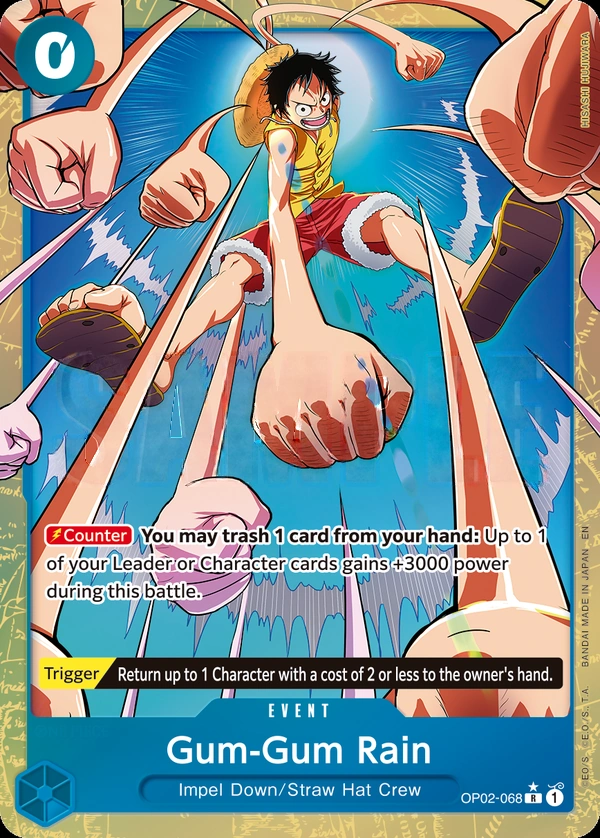 0
HISASHI FUJIWARA
⚡Counter You may trash 1 card from your hand: Up to 1
of your Leader or Character cards gains +3000 power
during this battle.
Trigger Return up to 1 Character with a cost of 2 or less to the owner's hand.
EVENT
Gum-Gum Rain
Impel Down/Straw Hat Crew
OP02-068 R 1
©E.O/S. ©E.O./S.,T.A. BANDAI MADE IN JAPAN EN